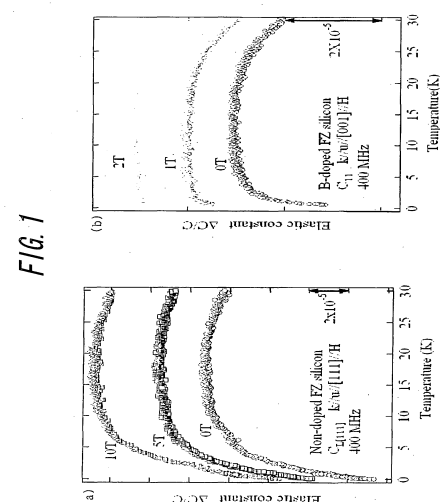 FIG. 1
a)
Elastic constant ΔC/C
10T
5T
0T
Non-doped FZ silicon
C_L[111] k//u//[111]//H
400 MHz
2x10⁻⁵
0 5 10 15 20 25 30
Temperature (K)
(b)
Elastic constant ΔC/C
2T
1T
0T
B-doped FZ silicon
C₁₁ k//u//[001]//H
400 MHz
2X10⁻⁵
0 5 10 15 20 25 30
Temperature(K)